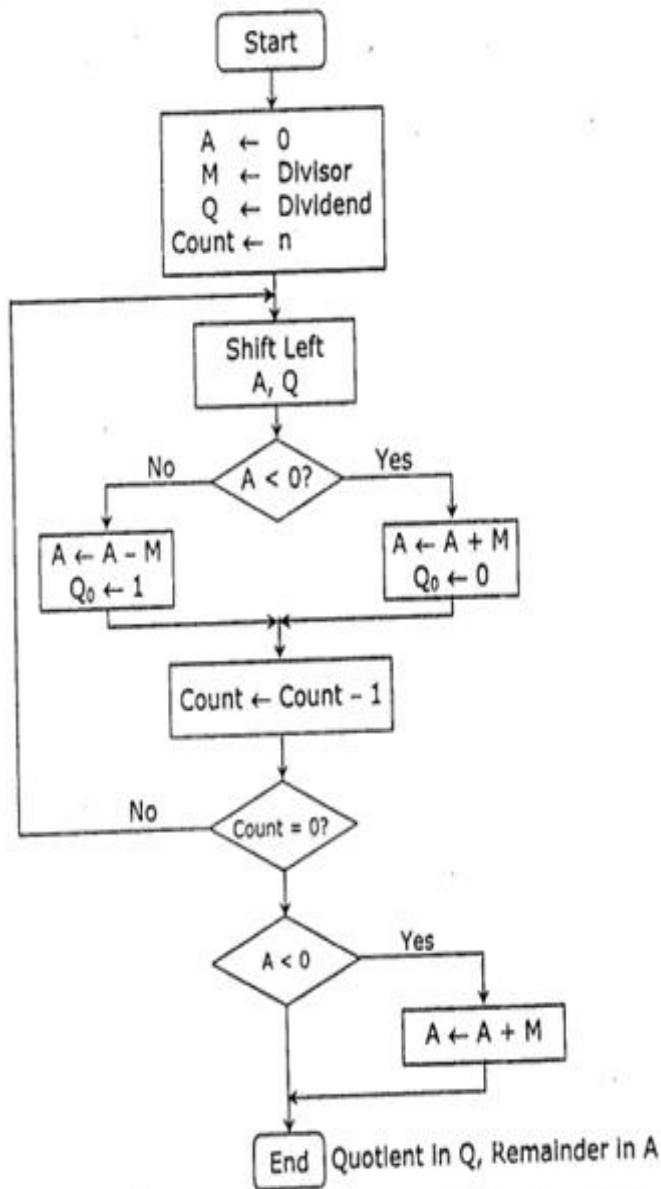 Start
A ← 0
M ← Divisor
Q ← Dividend
Count ← n
Shift Left
A, Q
No
A < 0?
Yes
A ← A – M
Q₀ ← 1
A ← A + M
Q₀ ← 0
Count ← Count – 1
No
Count = 0?
A < 0
Yes
A ← A + M
End
Quotient in Q, Remainder in A